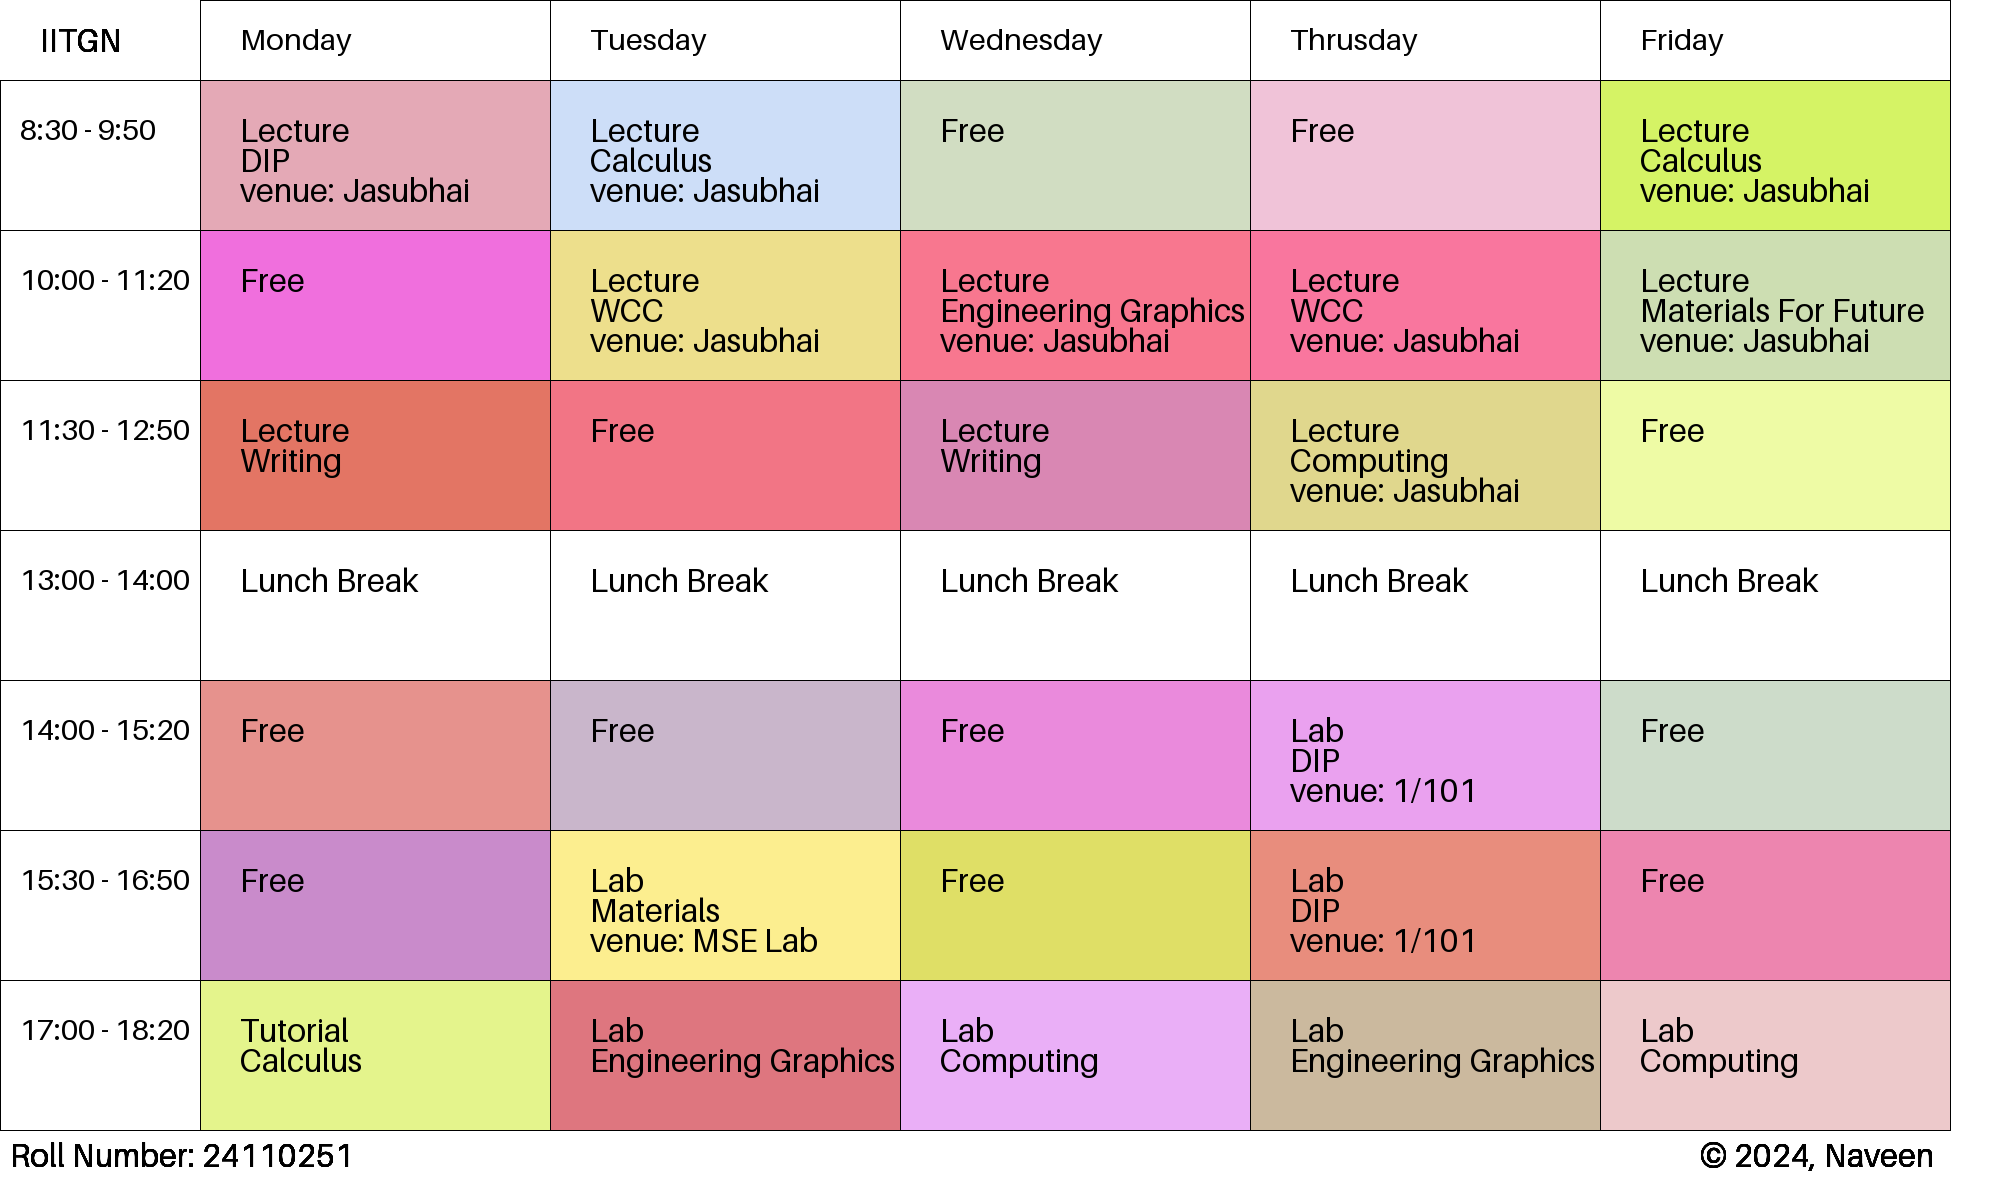 IITGN
Monday
Tuesday
Wednesday
Thrusday
Friday
8:30 - 9:50
Lecture
DIP
venue: Jasubhai
Lecture
Calculus
venue: Jasubhai
Free
Free
Lecture
Calculus
venue: Jasubhai
10:00 - 11:20
Free
Lecture
WCC
venue: Jasubhai
Lecture
Engineering Graphics
venue: Jasubhai
Lecture
WCC
venue: Jasubhai
Lecture
Materials For Future
venue: Jasubhai
11:30 - 12:50
Lecture
Writing
Free
Lecture
Writing
Lecture
Computing
venue: Jasubhai
Free
13:00 - 14:00
Lunch Break
Lunch Break
Lunch Break
Lunch Break
Lunch Break
14:00 - 15:20
Free
Free
Free
Lab
DIP
venue: 1/101
Free
15:30 - 16:50
Free
Lab
Materials
venue: MSE Lab
Free
Lab
DIP
venue: 1/101
Free
17:00 - 18:20
Tutorial
Calculus
Lab
Engineering Graphics
Lab
Computing
Lab
Engineering Graphics
Lab
Computing
Roll Number: 24110251
© 2024, Naveen